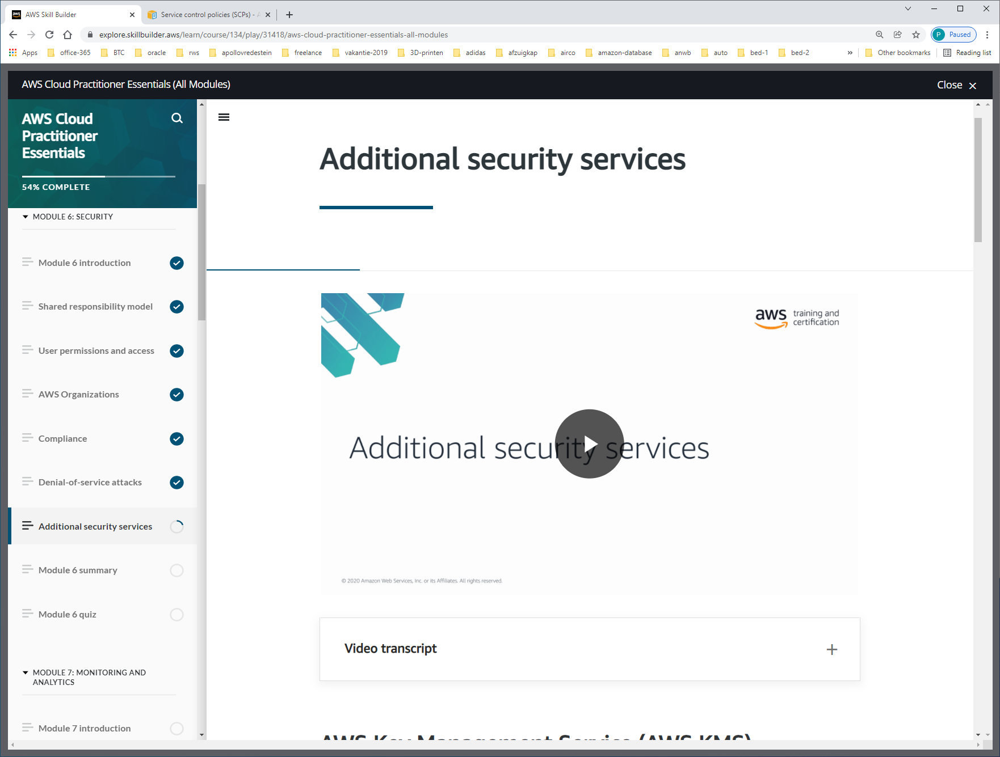 AWS Skill Builder
Service control policies (SCPs) - A
explore.skillbuilder.aws/learn/course/134/play/31418/aws-cloud-practitioner-essentials-all-modules
P Paused
Apps office-365 BTC oracle rws apollovredestein freelance vakantie-2019 3D-printen adidas afzuigkap airco amazon-database anwb auto bed-1 bed-2 » Other bookmarks Reading list
AWS Cloud Practitioner Essentials (All Modules)
Close
AWS Cloud
Practitioner
Essentials
54% COMPLETE
MODULE 6: SECURITY
Module 6 introduction
Shared responsibility model
User permissions and access
AWS Organizations
Compliance
Denial-of-service attacks
Additional security services
Module 6 summary
Module 6 quiz
MODULE 7: MONITORING AND
ANALYTICS
Module 7 introduction
Additional security services
aws training and
certification
Additional security services
© 2020 Amazon Web Services, Inc. or its Affiliates. All rights reserved.
Video transcript
AWS Key Management Service (AWS KMS)